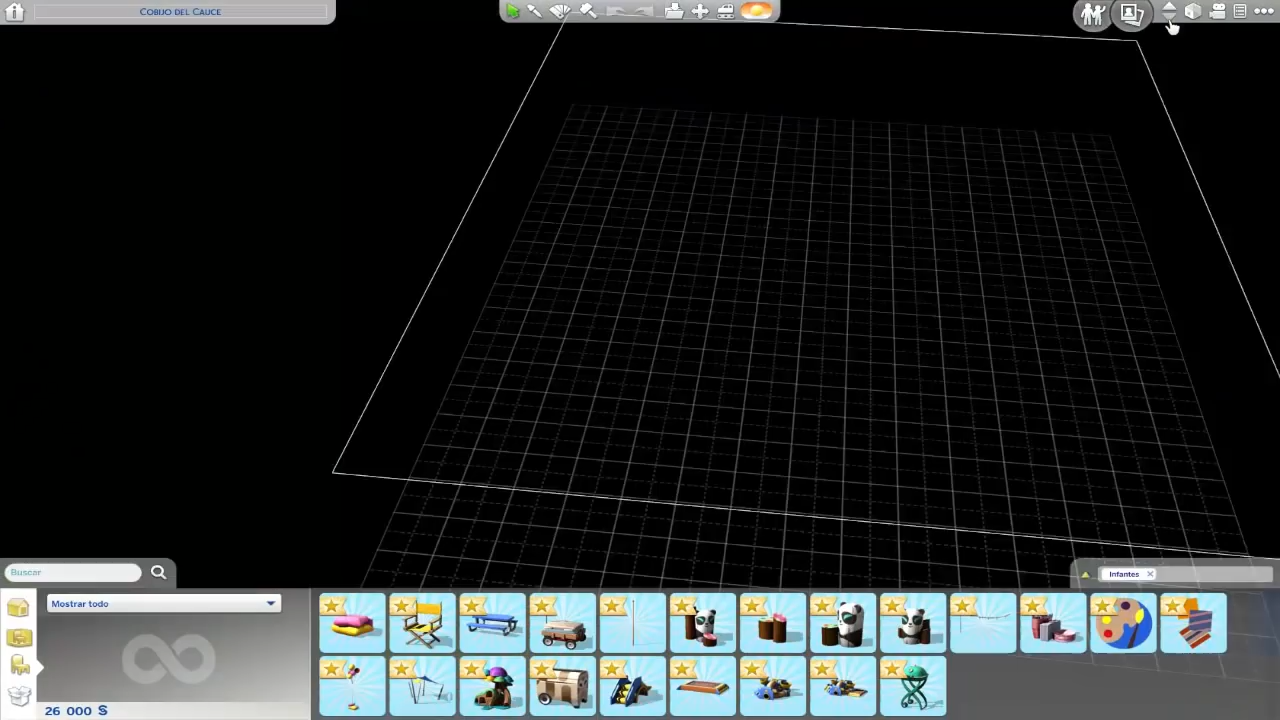 COBIJO DEL CAUCE
Buscar
Infantes
Mostrar todo
26 000 $